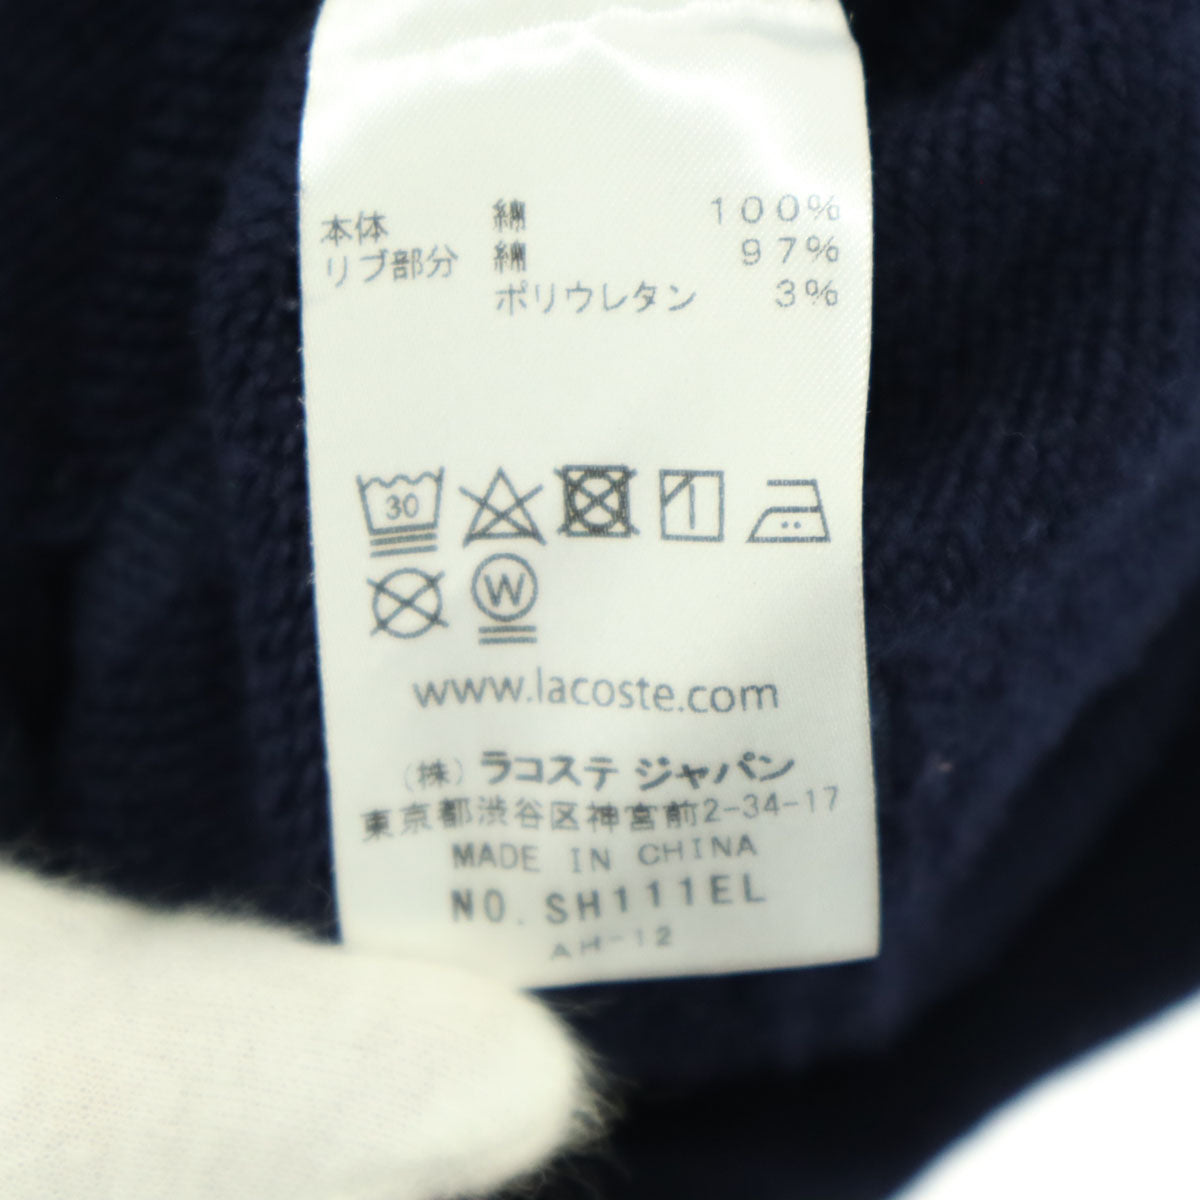 本体 綿 100%
リブ部分 綿 97%
ポリウレタン 3%
30
W
www.lacoste.com
(株) ラコステ ジャパン
東京都渋谷区神宮前2-34-17
MADE IN CHINA
NO. SH111EL
AH-12